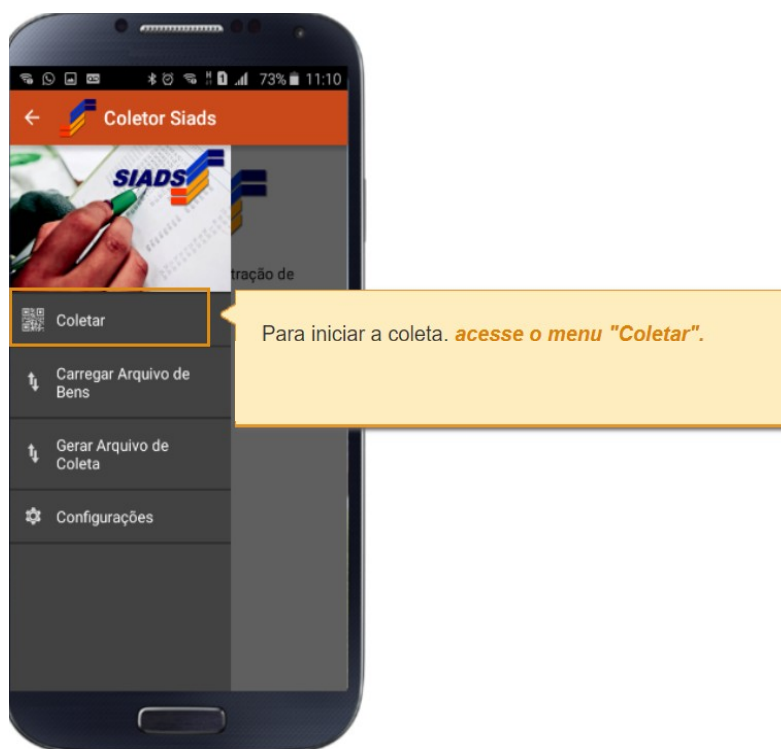 73% 11:10
Coletor Siads
SIADS
tração de
Coletar
Para iniciar a coleta. acesse o menu "Coletar".
Carregar Arquivo de
Bens
Gerar Arquivo de
Coleta
Configurações